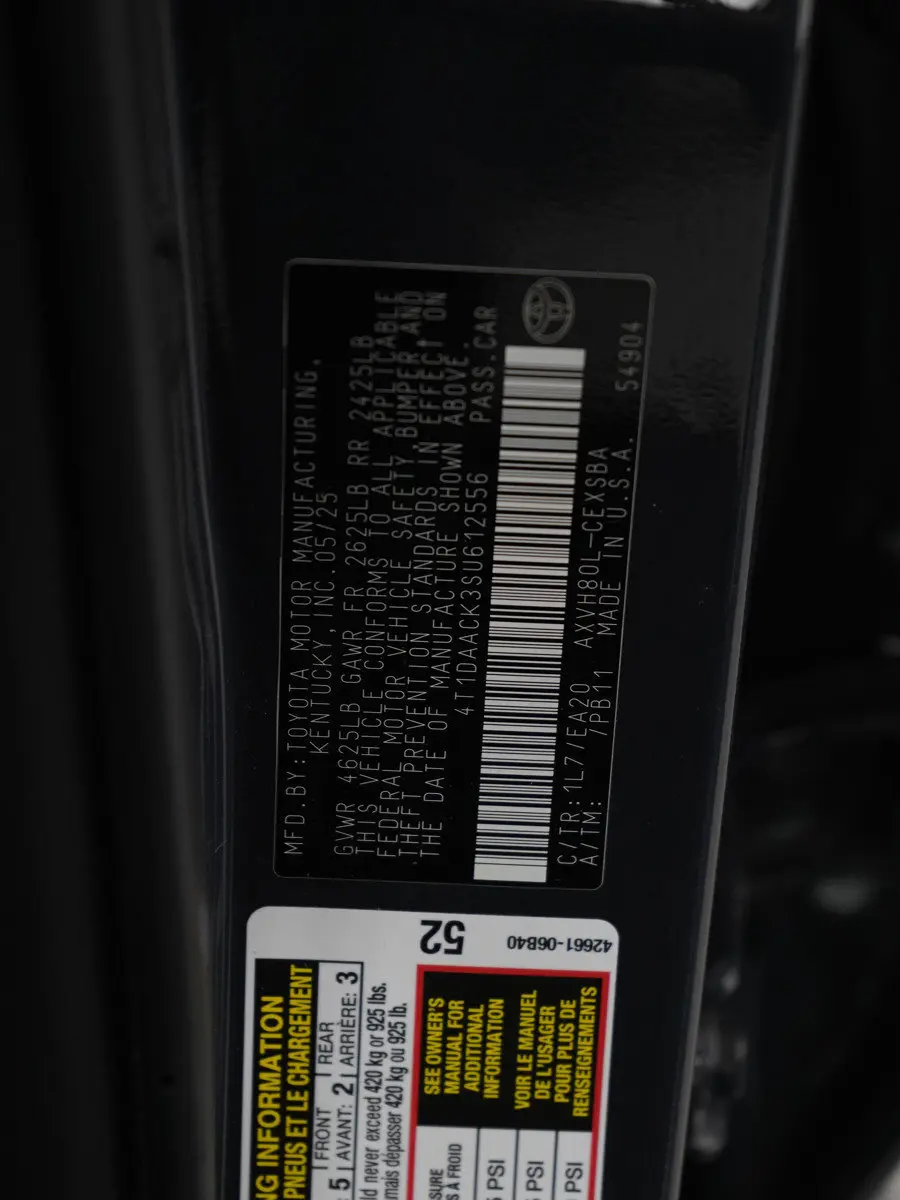 MFD.BY:TOYOTA MOTOR MANUFACTURING,
KENTUCKY,INC.05/25
GVWR 4625LB GAWR FR 2625LB RR 2425LB
THIS VEHICLE CONFORMS TO ALL APPLICABLE
FEDERAL MOTOR VEHICLE SAFETY,BUMPER,AND
THEFT PREVENTION STANDARDS IN EFFECT ON
THE DATE OF MANUFACTURE SHOWN ABOVE.
4T1DAACK3SU612556 PASS.CAR
C/TR:1L7/EA20 AXVH80L-CEXSBA 54904
A/TM: /PB11 MADE IN U.S.A.
52
42661-06B40
INFORMATION
PNEUS ET LE CHARGEMENT
5
FRONT
AVANT: 2
REAR
ARRIÈRE: 3
never exceed 420 kg or 925 lbs.
mais dépasser 420 kg ou 925 lb.
SEE OWNER'S
MANUAL FOR
ADDITIONAL
INFORMATION
VOIR LE MANUEL
DE L'USAGER
POUR PLUS DE
RENSEIGNEMENTS
À FROID
PSI
PSI
PSI